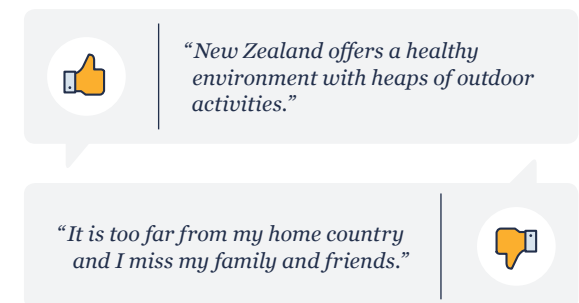 “New Zealand offers a healthy
environment with heaps of outdoor
activities.”
“It is too far from my home country
and I miss my family and friends.”